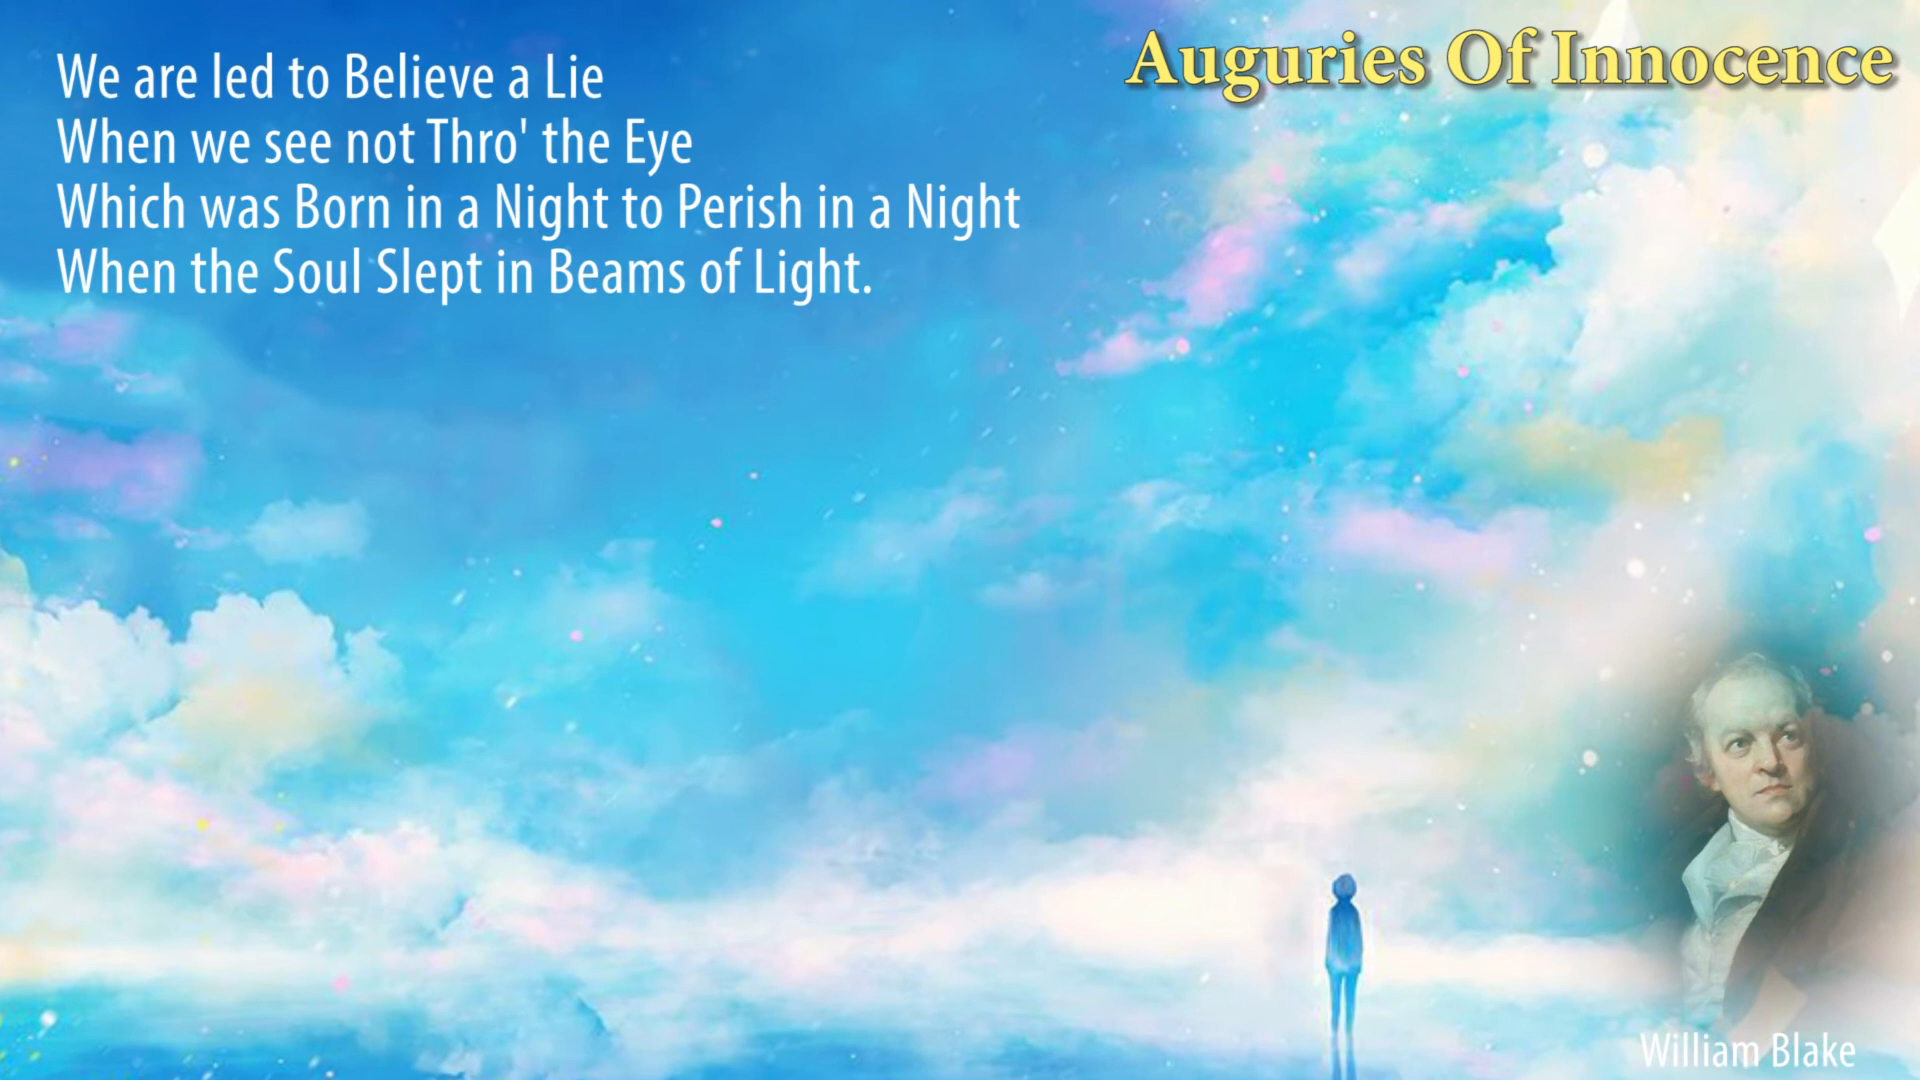 Auguries Of Innocence
We are led to Believe a Lie
When we see not Thro' the Eye
Which was Born in a Night to Perish in a Night
When the Soul Slept in Beams of Light.
William Blake